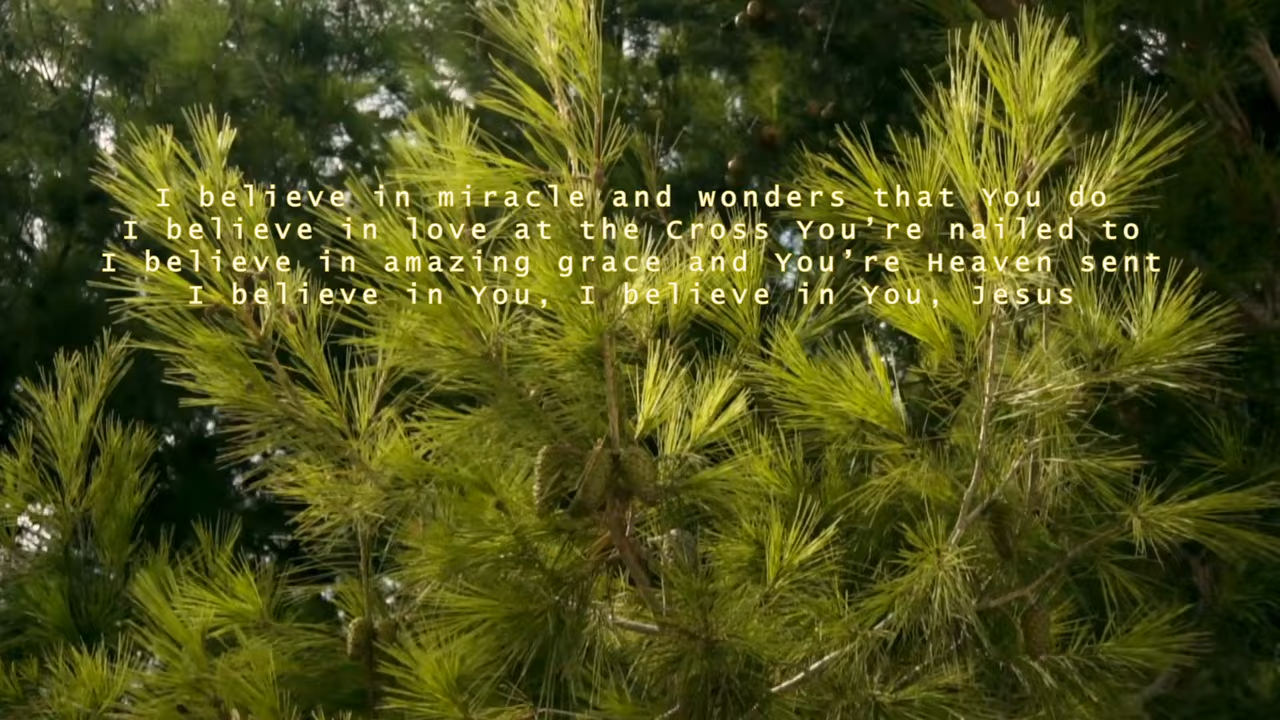 I believe in miracle and wonders that You do
I believe in love at the Cross You’re nailed to
I believe in amazing grace and You’re Heaven sent
I believe in You, I believe in You, Jesus